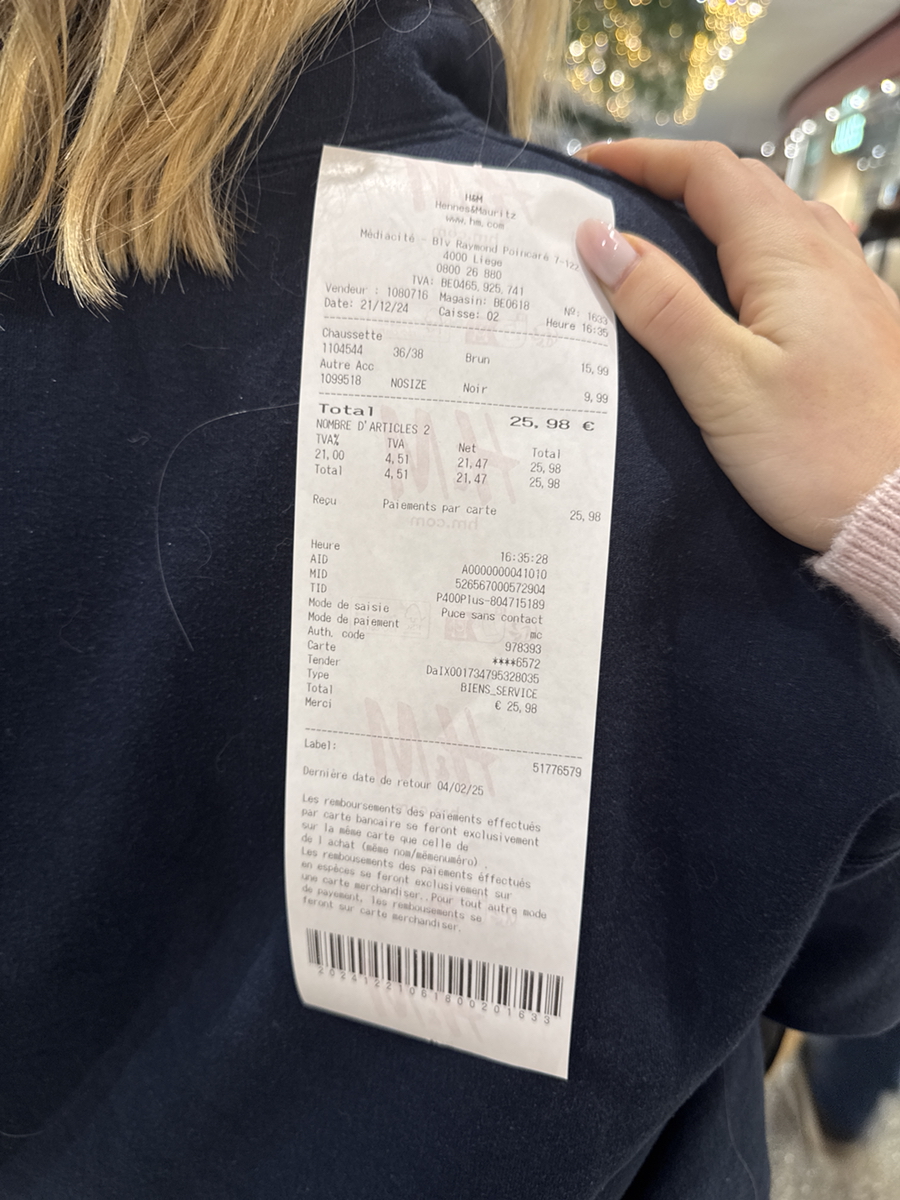 H&M
Hennes&Mauritz
www.hm.com
Médiacité - Blv Raymond Poincaré 7-122
4000 Liege
0800 26 880
TVA: BE0465.925.741
Vendeur : 1080716 Magasin: BE0618 Nº: 1633
Date: 21/12/24 Caisse: 02 Heure 16:35
Chaussette
1104544 36/38 Brun 15,99
Autre Acc
1099518 NOSIZE Noir 9,99
Total 25,98 €
NOMBRE D'ARTICLES 2
TVA% TVA Net Total
21,00 4,51 21,47 25,98
Total 4,51 21,47 25,98
Reçu Paiements par carte 25,98
Heure 16:35:28
AID A0000000041010
MID 526567000572904
TID P400Plus-804715189
Mode de saisie Puce sans contact
Mode de paiement mc
Auth. code 978393
Carte ****6572
Tender DaIX001734795328035
Type BIENS_SERVICE
Total € 25,98
Merci
Label: 51776579
Dernière date de retour 04/02/25
Les remboursements des paiements effectués
par carte bancaire se feront exclusivement
sur la même carte que celle de
de l achat (même nom/mêmenuméro) .
Les rembousements des paiements éffectués
en espèces se feront exclusivement sur
une carte merchandiser..Pour tout autre mode
de payement, les rembousements se
feront sur carte merchandiser.
20241221061800201633